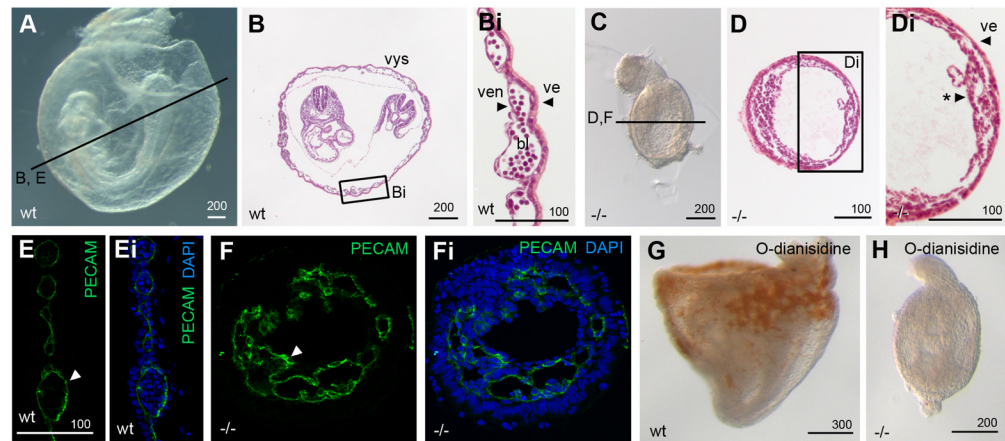 A
B, E
wt
200
B
vys
Bi
wt
200
Bi
ven
ve
bl
wt
100
C
D,F
-/-
200
D
Di
-/-
100
Di
ve
*
-/-
100
E
PECAM
wt
100
Ei
PECAM DAPI
wt
F
PECAM
-/-
Fi
PECAM DAPI
-/-
G
O-dianisidine
wt
300
H
O-dianisidine
-/-
200